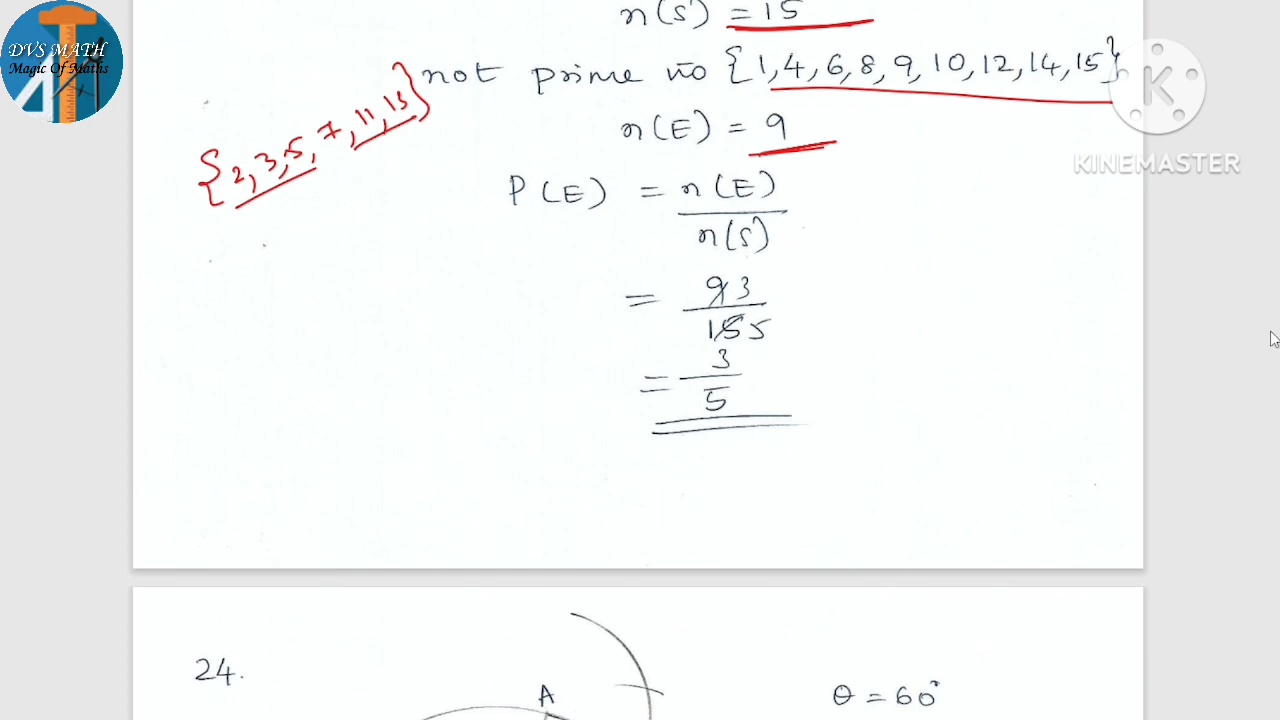 DVS MATH
Magic Of Maths
n(S) = 15
not prime no {1,4,6,8,9,10,12,14,15}
{2,3,5,7,11,13}
KINEMASTER
n(E) = 9
P(E) = n(E)
n(S)
= 9 3
15 5
= 3
5
24.
A
θ = 60°